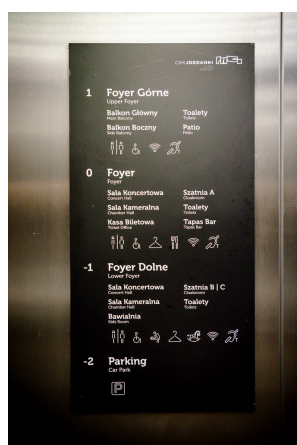 CKK JORDANKI
1 Foyer Górne
Upper Foyer
Balkon Główny Toalety
Main Balcony Toilets
Balkon Boczny Patio
Side Balcony Patio
0 Foyer
Foyer
Sala Koncertowa Szatnia A
Concert Hall Cloakroom
Sala Kameralna Toalety
Chamber Hall Toilets
Kasa Biletowa Tapas Bar
Ticket Office Tapas Bar
-1 Foyer Dolne
Lower Foyer
Sala Koncertowa Szatnia B | C
Concert Hall Cloakroom
Sala Kameralna Toalety
Chamber Hall Toilets
Bawialnia
Kids Room
-2 Parking
Car Park
P